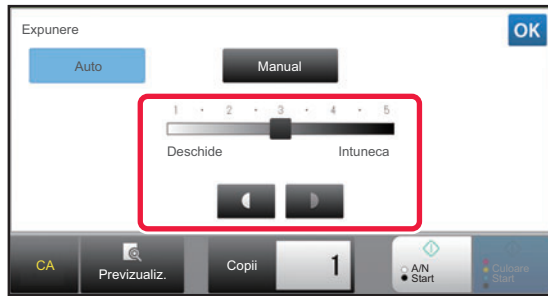 Expunere
OK
Auto
Manual
1 · 2 · 3 · 4 · 5
Deschide
Intuneca
CA
Previzualiz.
Copii
1
A/N
Start
Culoare
Start